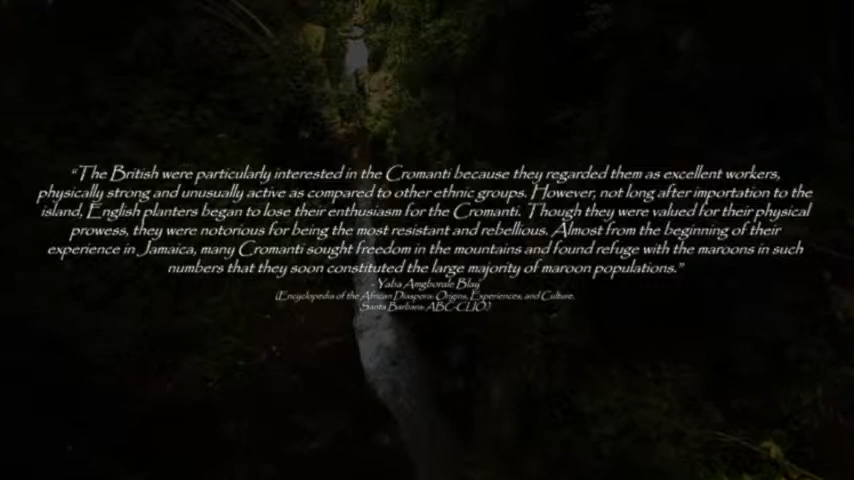 “The British were particularly interested in the Cromanti because they regarded them as excellent workers,
physically strong and unusually active as compared to other ethnic groups. However, not long after importation to the
island, English planters began to lose their enthusiasm for the Cromanti. Though they were valued for their physical
prowess, they were notorious for being the most resistant and rebellious. Almost from the beginning of their
experience in Jamaica, many Cromanti sought freedom in the mountains and found refuge with the maroons in such
numbers that they soon constituted the large majority of maroon populations.”
- Yaba Amgborale Blay
(Encyclopedia of the African Diaspora: Origins, Experiences, and Culture.
Santa Barbara: ABC-CLIO.)